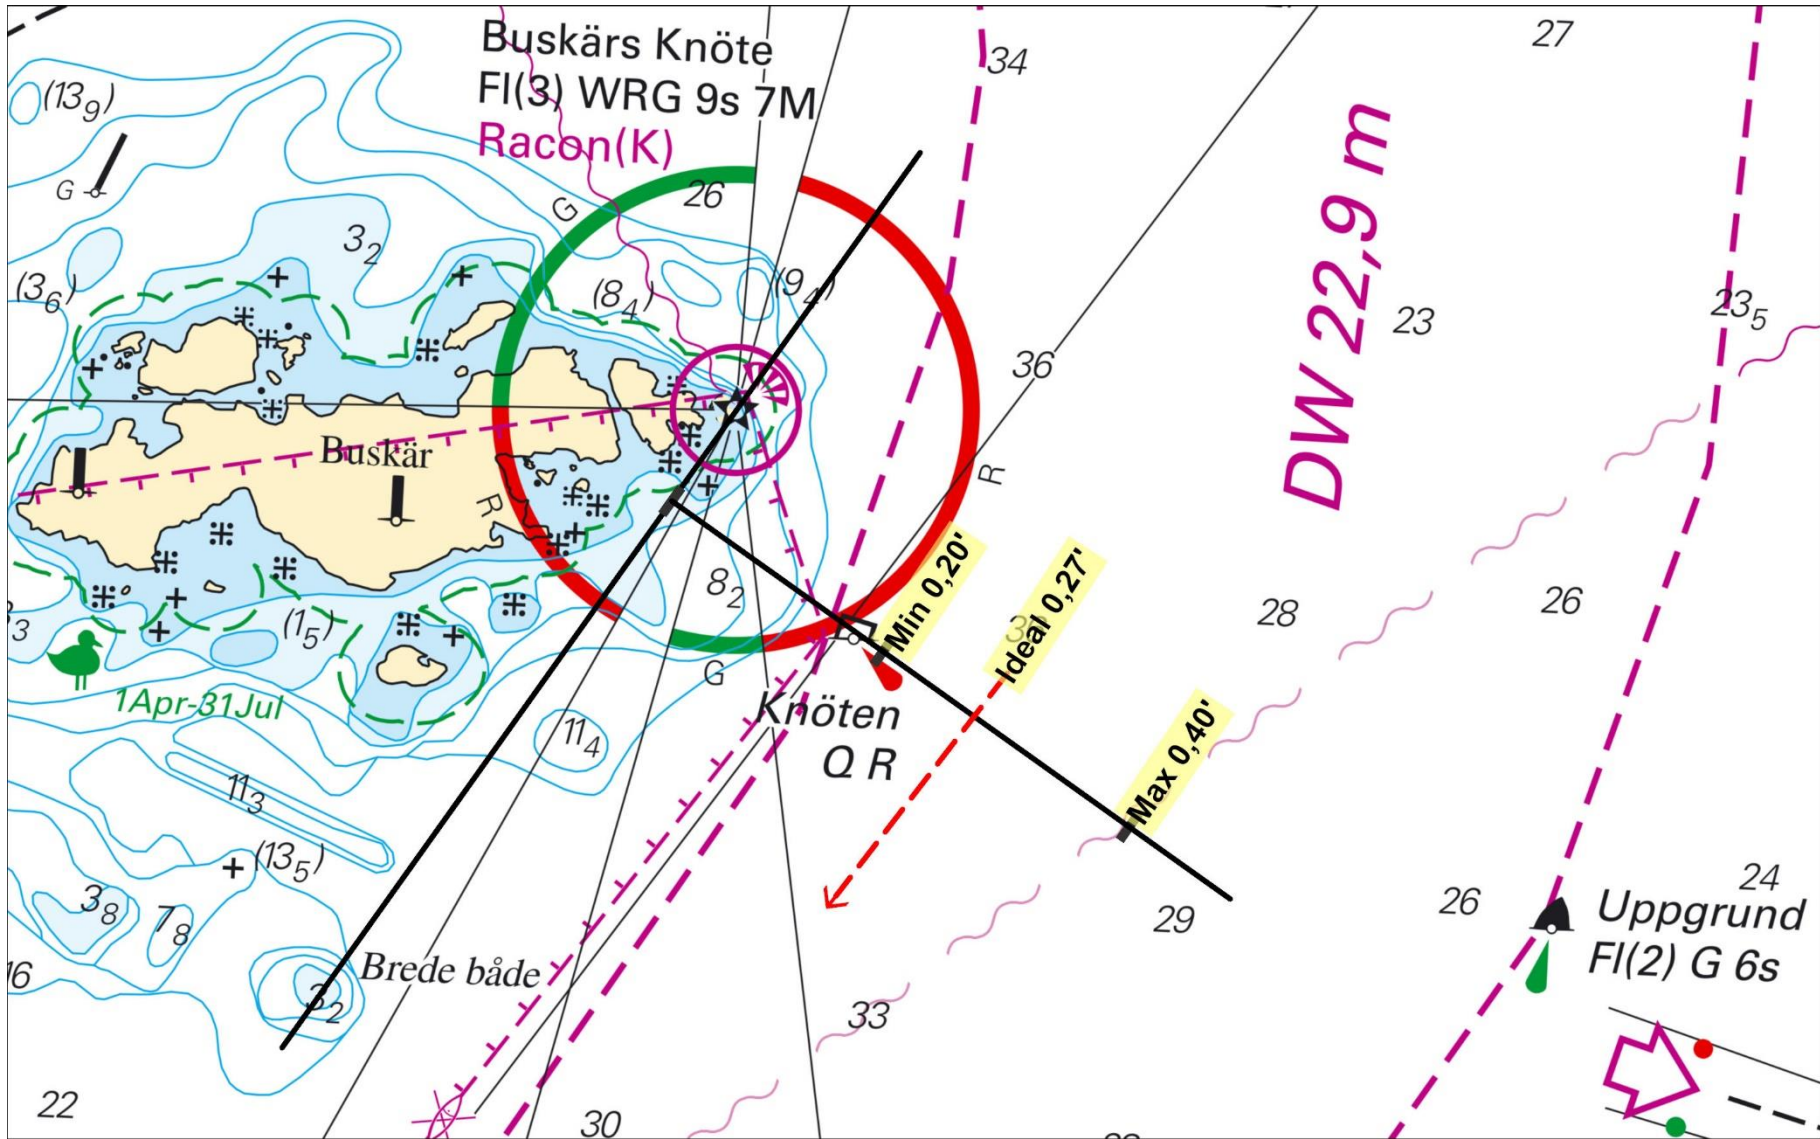 Buskärs Knöte
Fl(3) WRG 9s 7M
Racon(K)
34
27
(13₉)
G
26
G
3₂
(3₆)
(8₄)
(9₄)
DW 22,9 m
23
23₅
36
Buskär
R
R
8₂
Min 0,20'
Ideal 0,27'
28
26
3
(1₅)
1Apr-31Jul
G
Knöten
Q R
11₄
Max 0,40'
11₃
(13₅)
3₈
7₈
29
26
24
Uppgrund
Fl(2) G 6s
16
Brede både
3₂
33
22
30